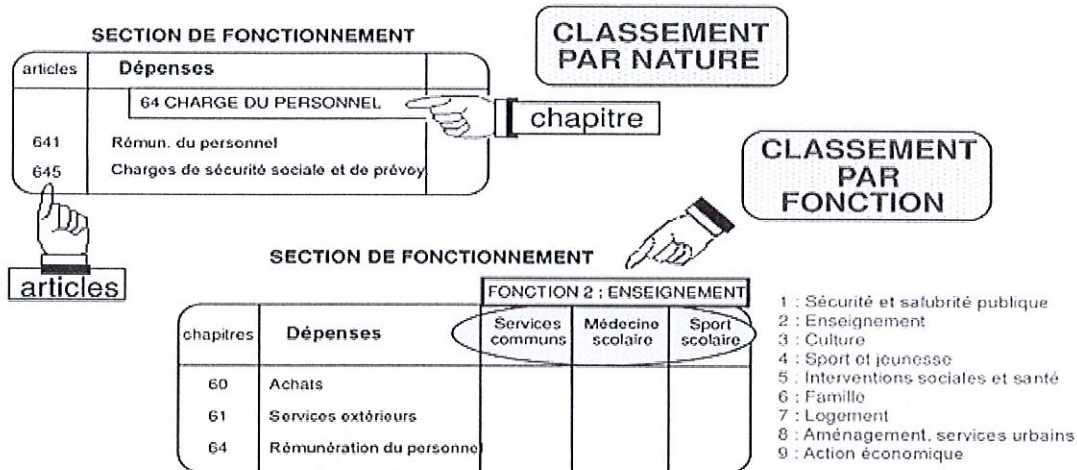 SECTION DE FONCTIONNEMENT
CLASSEMENT
PAR NATURE
articles Dépenses
64 CHARGE DU PERSONNEL
chapitre
641 Rémun. du personnel
645 Charges de sécurité sociale et de prévoy
CLASSEMENT
PAR
FONCTION
articles
SECTION DE FONCTIONNEMENT
FONCTION 2 : ENSEIGNEMENT
chapitres Dépenses Services communs Médecine scolaire Sport scolaire
60 Achats
61 Services extérieurs
64 Rémunération du personnel
1 : Sécurité et salubrité publique
2 : Enseignement
3 : Culture
4 : Sport et jeunesse
5 : Interventions sociales et santé
6 : Famille
7 : Logement
8 : Aménagement, services urbains
9 : Action économique